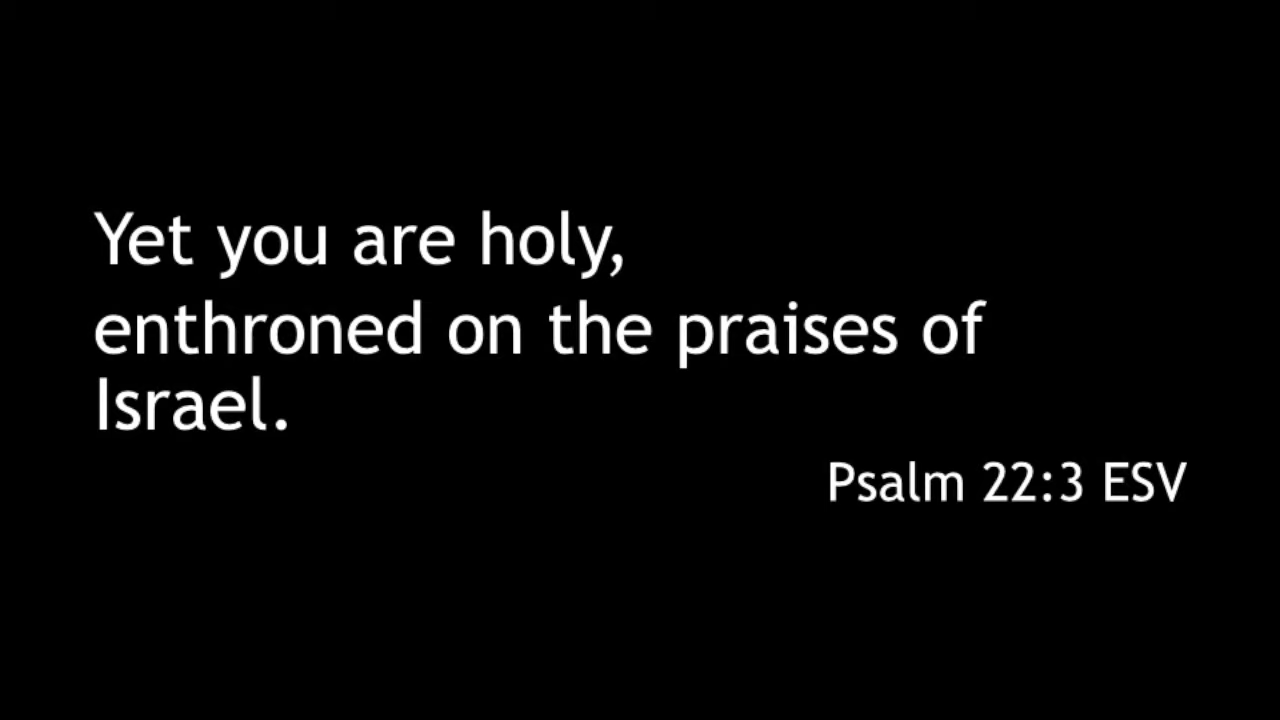 Yet you are holy,
enthroned on the praises of
Israel.
Psalm 22:3 ESV